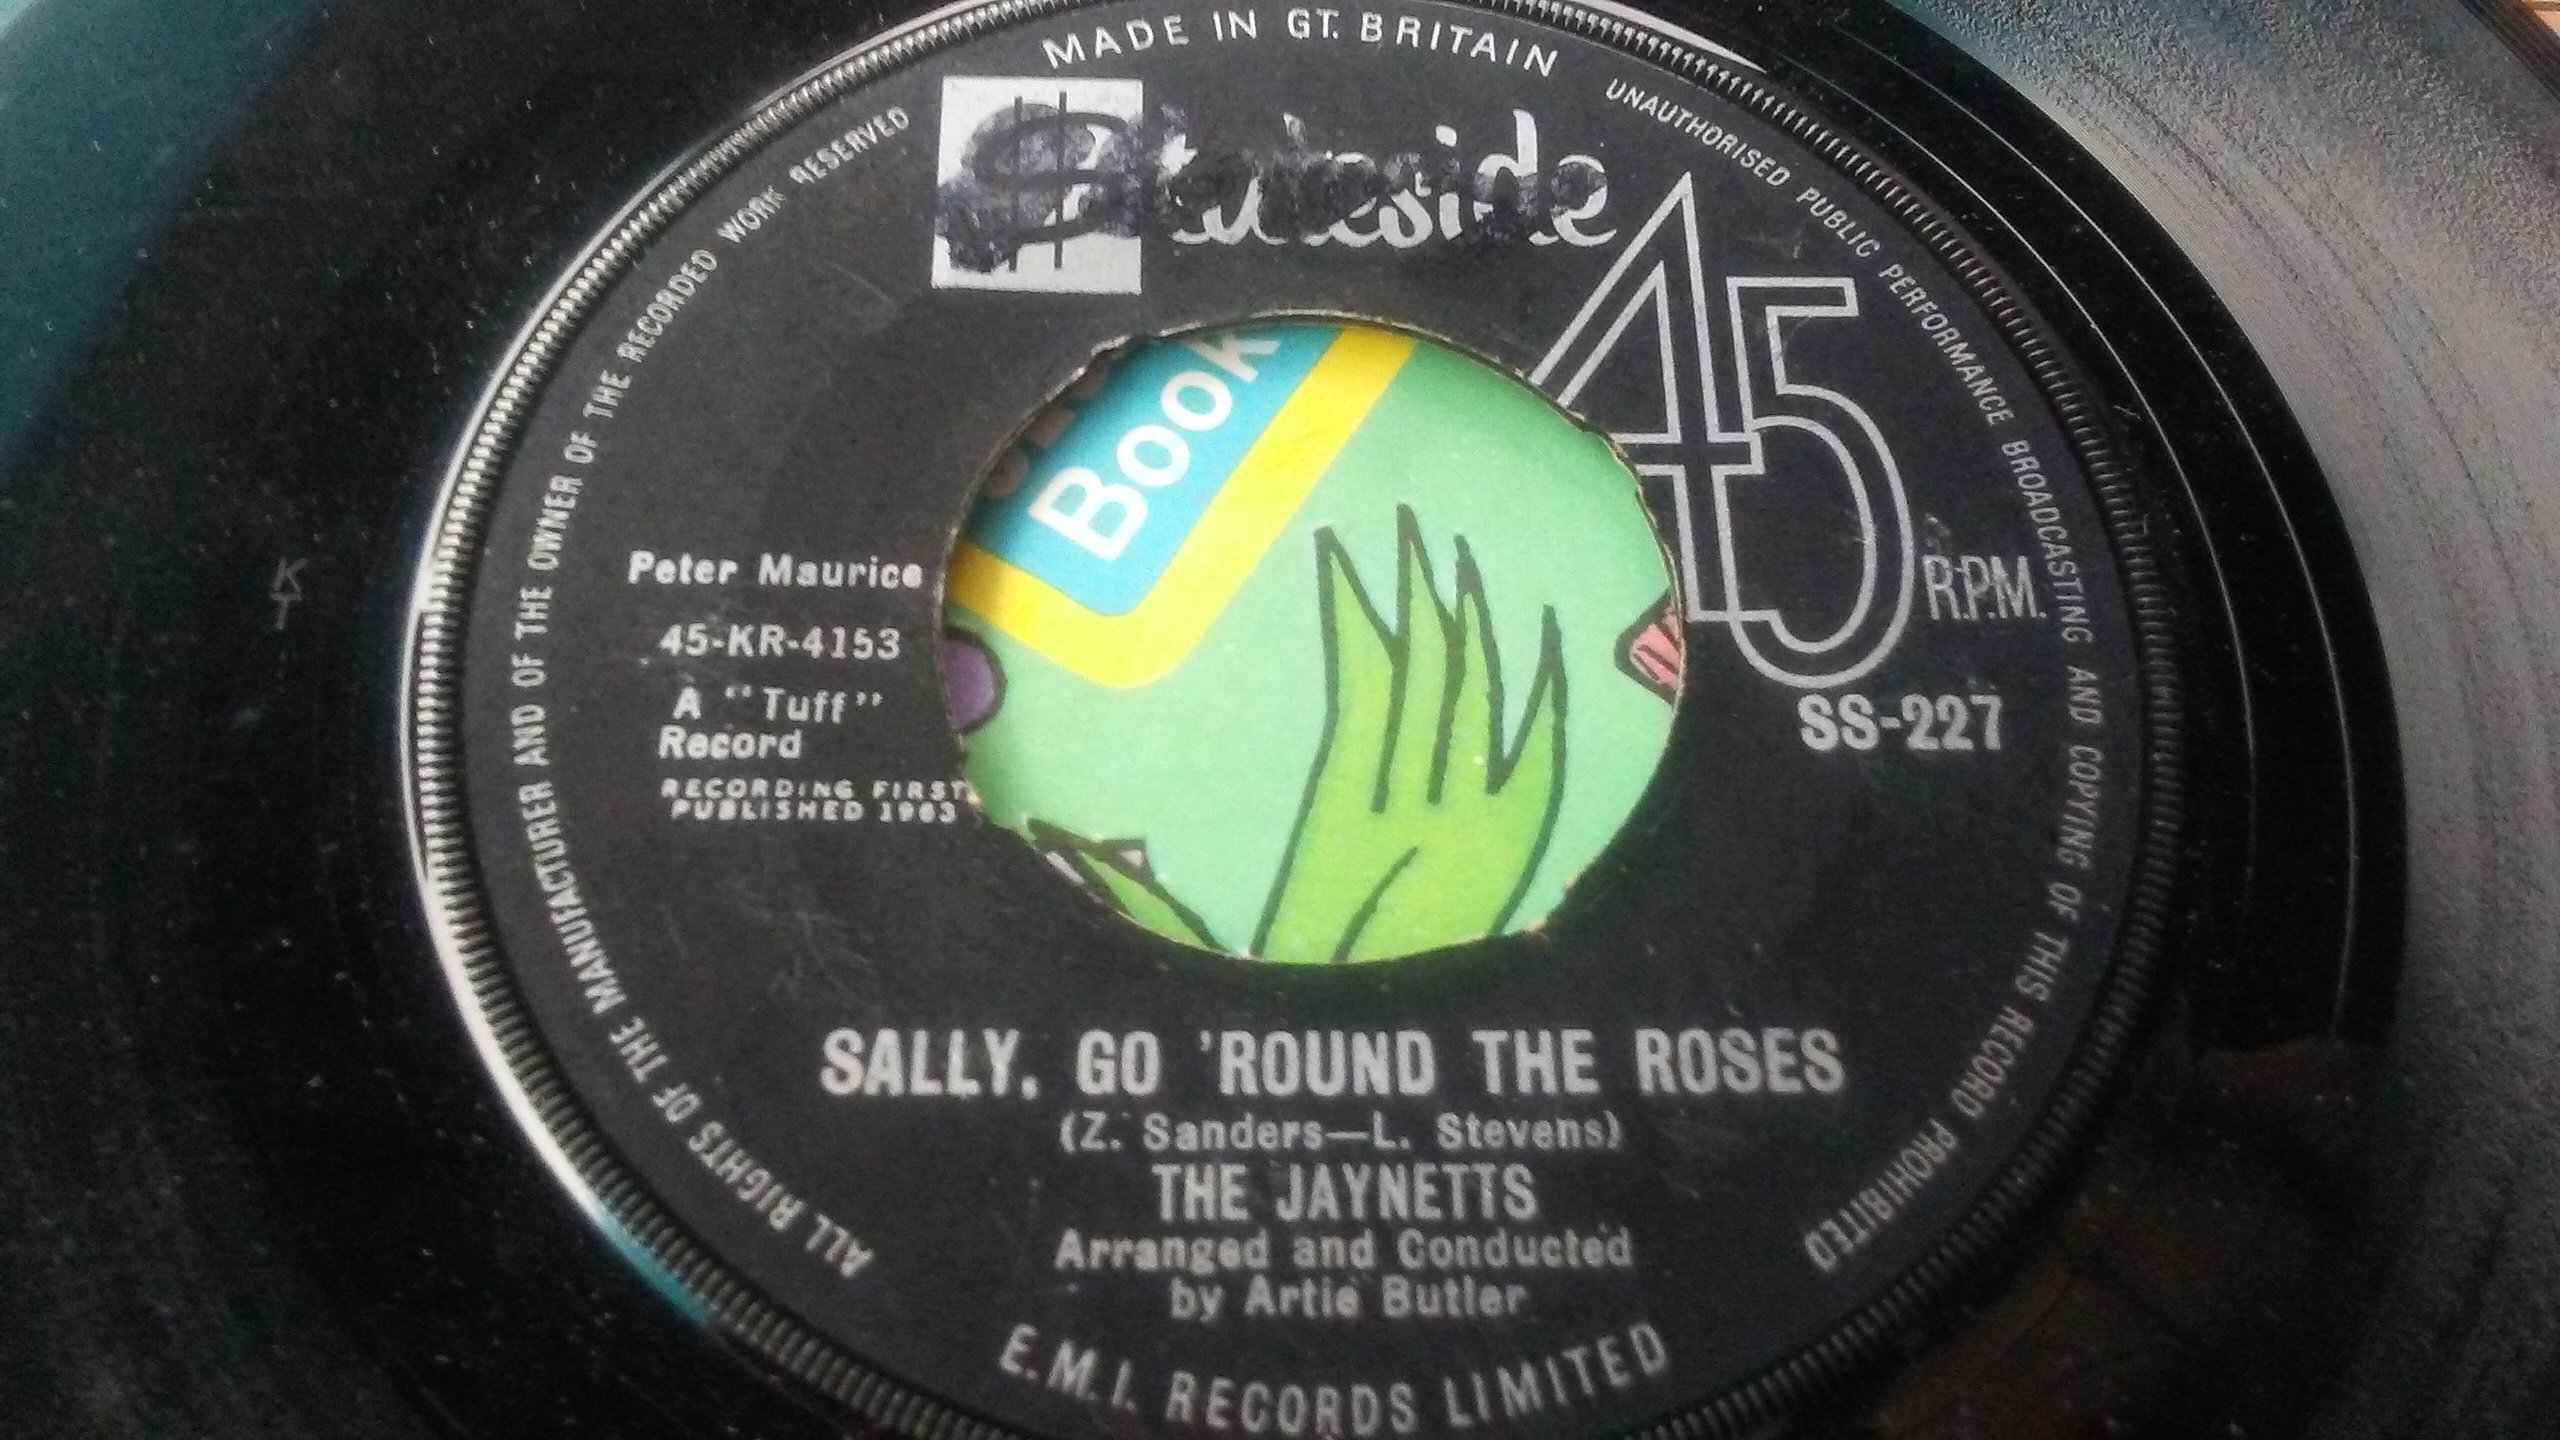 MADE IN GT. BRITAIN
Stateside
45
R.P.M.
Book
Peter Maurice
45-KR-4153
A "Tuff"
Record
RECORDING FIRST
PUBLISHED 1963
SS-227
SALLY, GO 'ROUND THE ROSES
(Z. Sanders—L. Stevens)
THE JAYNETTS
Arranged and Conducted
by Artie Butler
E.M.I. RECORDS LIMITED
ALL RIGHTS OF THE MANUFACTURER AND OF THE OWNER OF THE RECORDED WORK RESERVED
UNAUTHORISED PUBLIC PERFORMANCE BROADCASTING AND COPYING OF THIS RECORD PROHIBITED
K
T